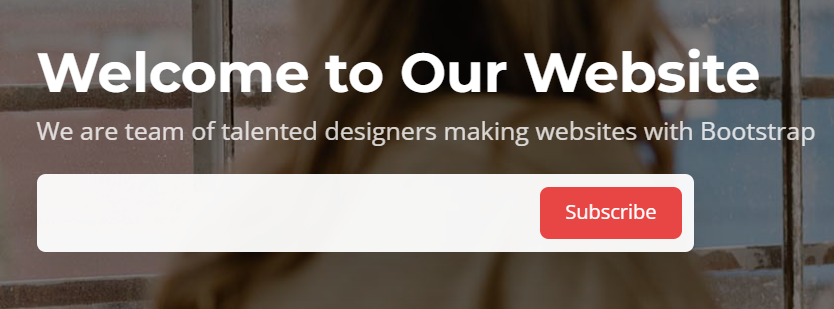 Welcome to Our Website
We are team of talented designers making websites with Bootstrap
Subscribe